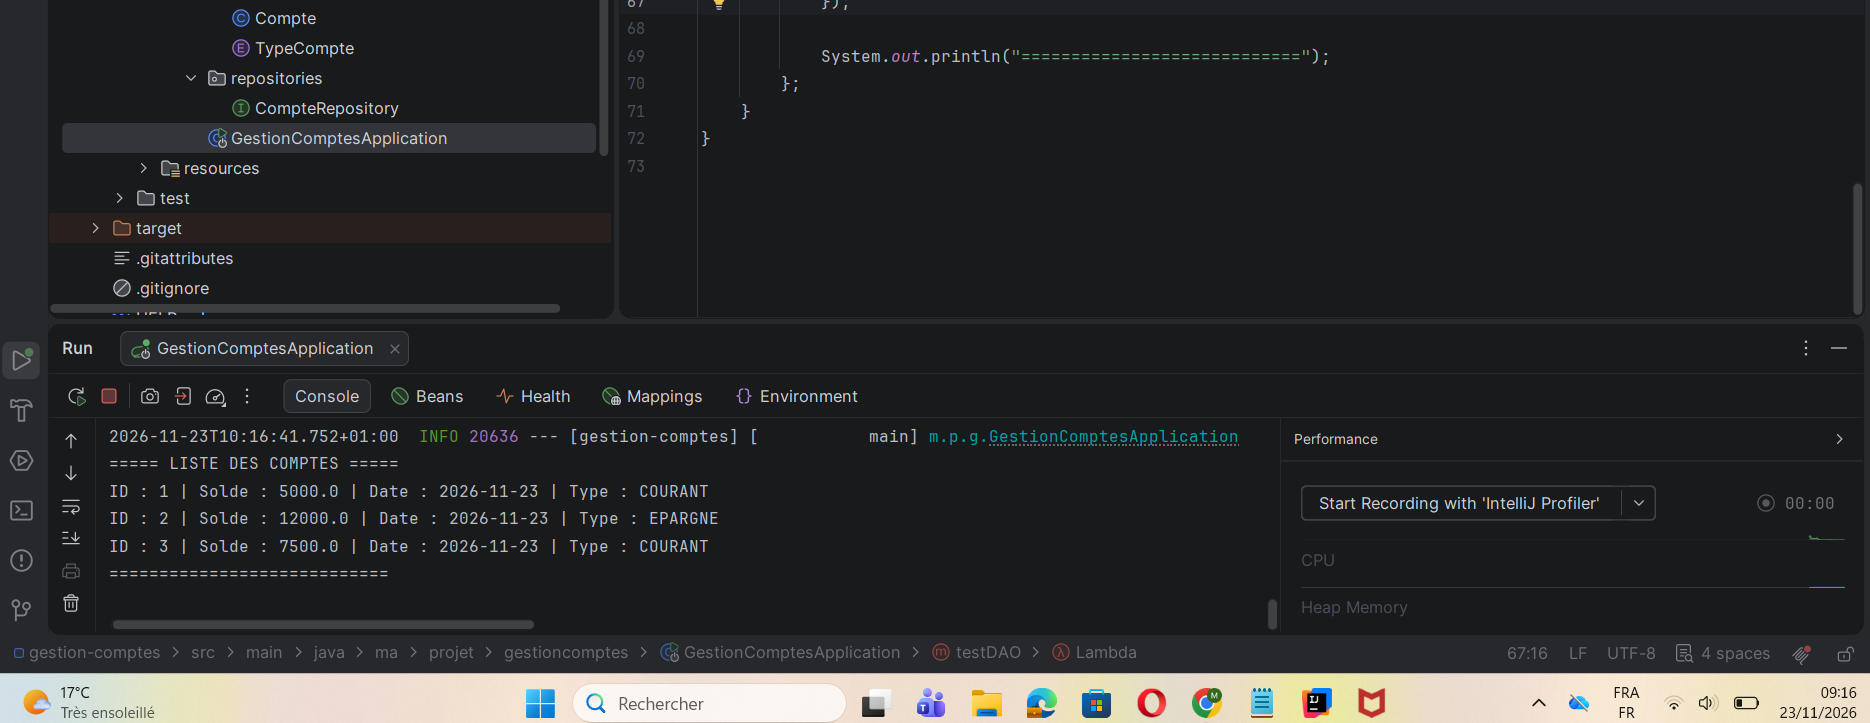 Compte
TypeCompte
repositories
CompteRepository
GestionComptesApplication
resources
test
target
.gitattributes
.gitignore
67 });
68
69 System.out.println("============================");
70 };
71 }
72 }
73
Run GestionComptesApplication
Console Beans Health Mappings Environment
2026-11-23T10:16:41.752+01:00  INFO 20636 --- [gestion-comptes] [           main] m.p.g.GestionComptesApplication
===== LISTE DES COMPTES =====
ID : 1 | Solde : 5000.0 | Date : 2026-11-23 | Type : COURANT
ID : 2 | Solde : 12000.0 | Date : 2026-11-23 | Type : EPARGNE
ID : 3 | Solde : 7500.0 | Date : 2026-11-23 | Type : COURANT
============================
Performance
Start Recording with 'IntelliJ Profiler' 00:00
CPU
Heap Memory
gestion-comptes > src > main > java > ma > projet > gestioncomptes > GestionComptesApplication > testDAO > Lambda
67:16 LF UTF-8 4 spaces
17°C
Très ensoleillé
Rechercher
FRA
FR
09:16
23/11/2026